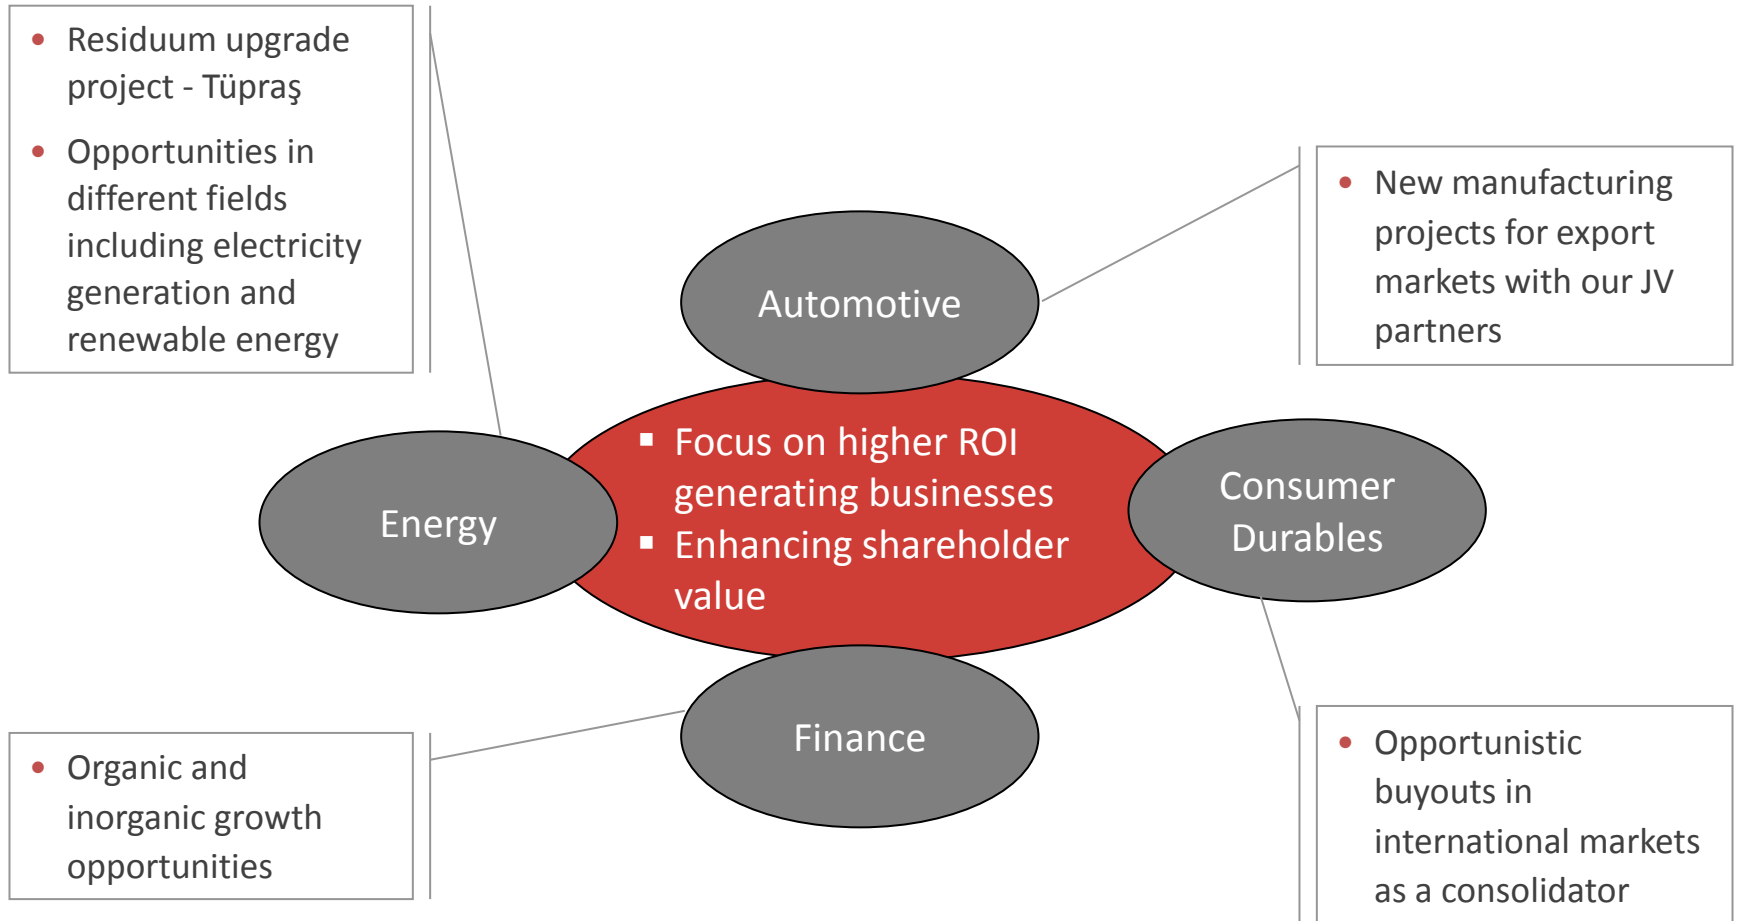 • Residuum upgrade
project - Tüpraş
• Opportunities in
different fields
including electricity
generation and
renewable energy
• New manufacturing
projects for export
markets with our JV
partners
Automotive
▪ Focus on higher ROI
generating businesses
▪ Enhancing shareholder
value
Energy
Consumer
Durables
Finance
• Organic and
inorganic growth
opportunities
• Opportunistic
buyouts in
international markets
as a consolidator